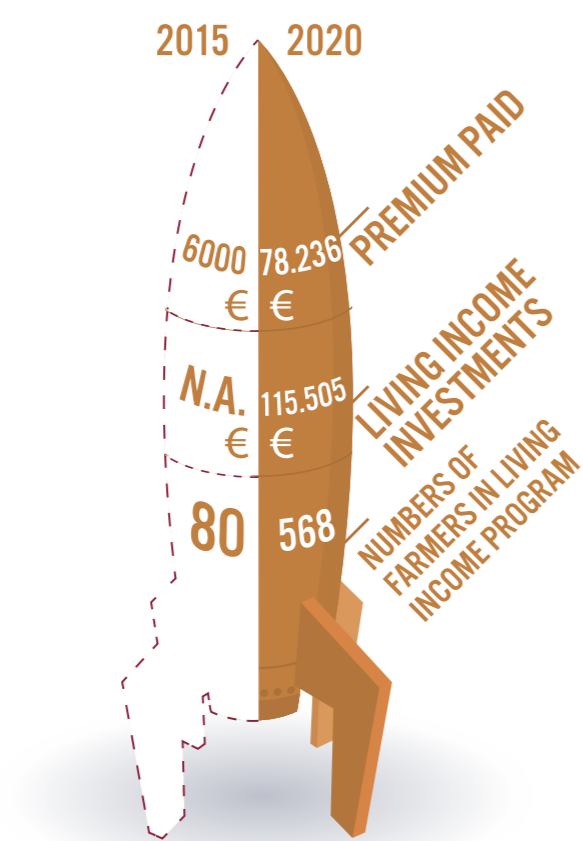 2015 2020
6000 78.236
€ €
PREMIUM PAID
N.A. 115.505
€ €
LIVING INCOME
INVESTMENTS
80 568
NUMBERS OF
FARMERS IN LIVING
INCOME PROGRAM